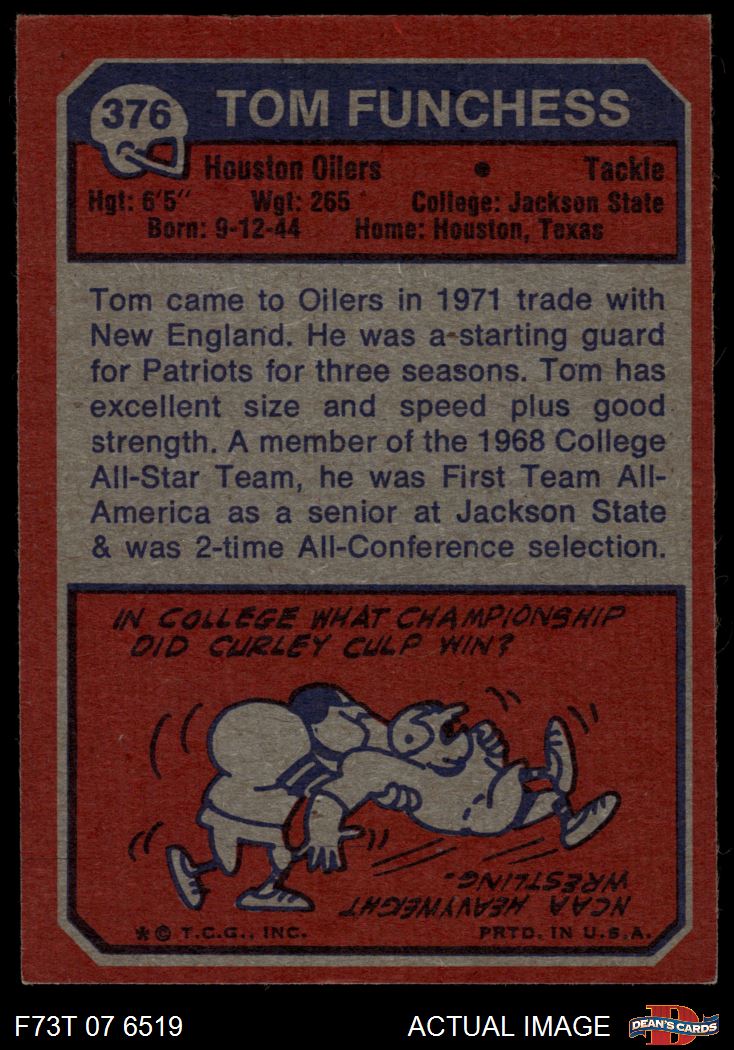 376
TOM FUNCHESS
Houston Oilers • Tackle
Hgt: 6'5" Wgt: 265 College: Jackson State
Born: 9-12-44 Home: Houston, Texas
Tom came to Oilers in 1971 trade with
New England. He was a starting guard
for Patriots for three seasons. Tom has
excellent size and speed plus good
strength. A member of the 1968 College
All-Star Team, he was First Team All-
America as a senior at Jackson State
& was 2-time All-Conference selection.
IN COLLEGE WHAT CHAMPIONSHIP
DID CURLEY CULP WIN?
NCAA HEAVYWEIGHT
WRESTLING.
* © T.C.G., INC. PRTD. IN U.S.A.
F73T 07 6519 ACTUAL IMAGE
D
DEAN'S CARDS